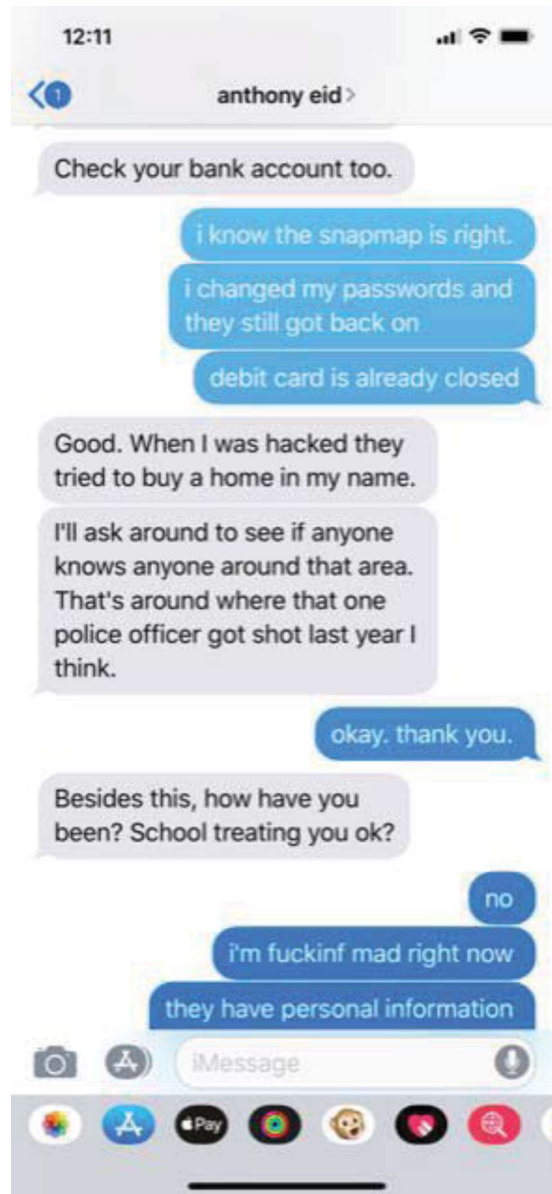 12:11
1
anthony eid >
Check your bank account too.
i know the snapmap is right.
i changed my passwords and
they still got back on
debit card is already closed
Good. When I was hacked they
tried to buy a home in my name.
I'll ask around to see if anyone
knows anyone around that area.
That's around where that one
police officer got shot last year I
think.
okay. thank you.
Besides this, how have you
been? School treating you ok?
no
i'm fuckinf mad right now
they have personal information
iMessage
Pay